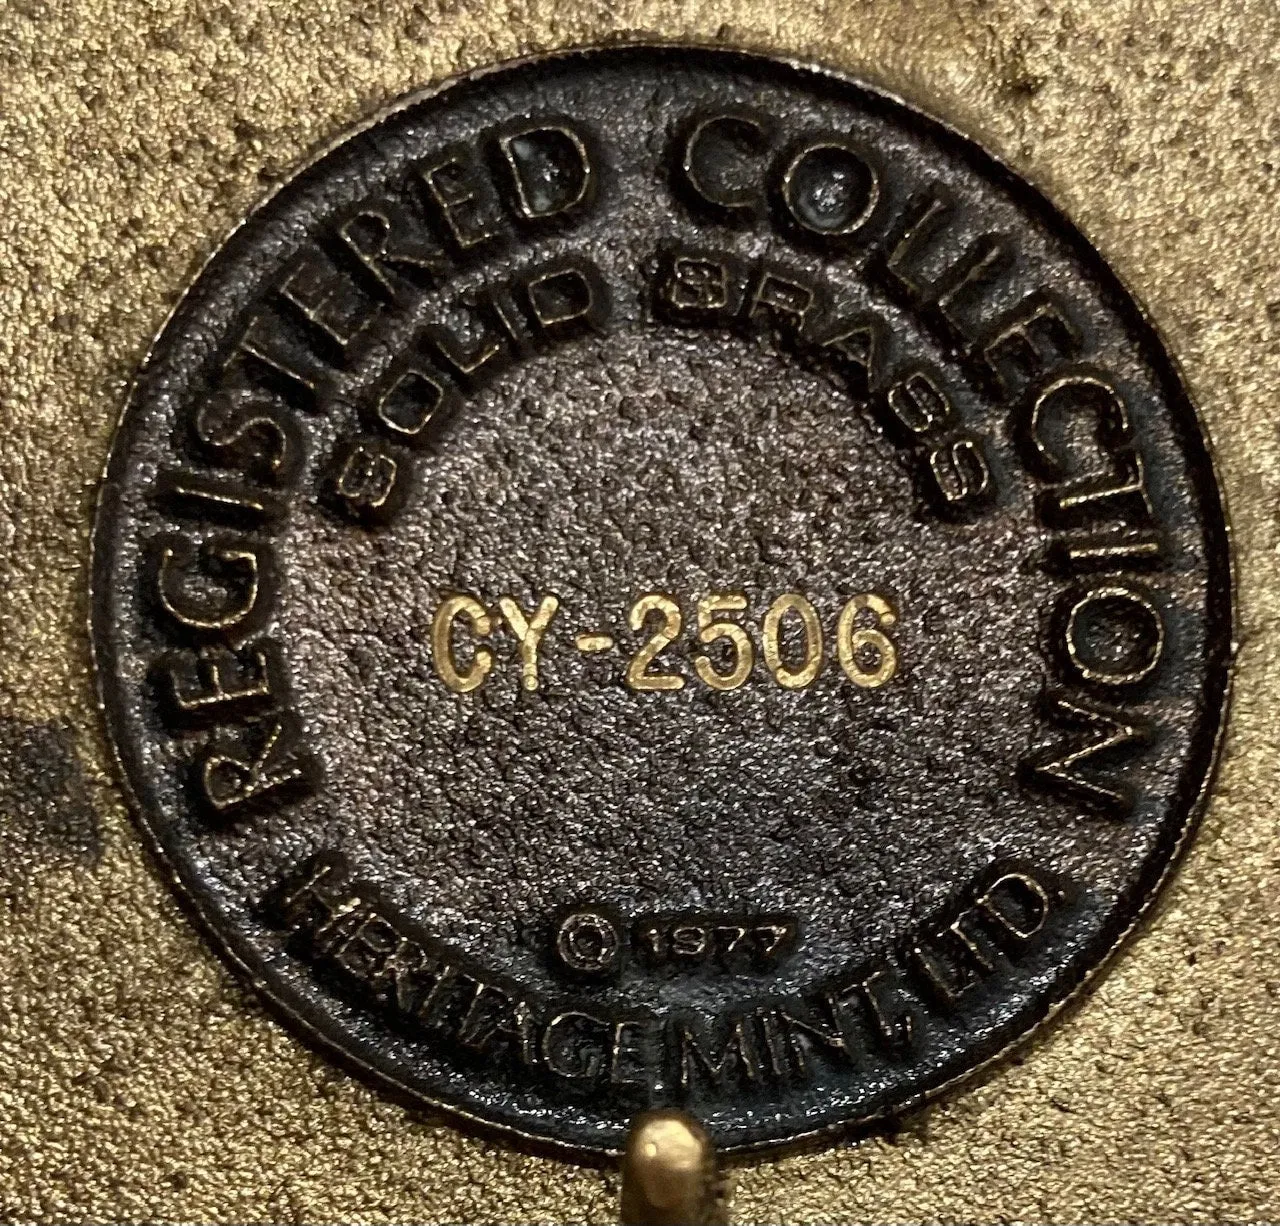 REGISTERED COLLECTION
SOLID BRASS
CY-2506
© 1977
HERITAGE MINT, LTD.